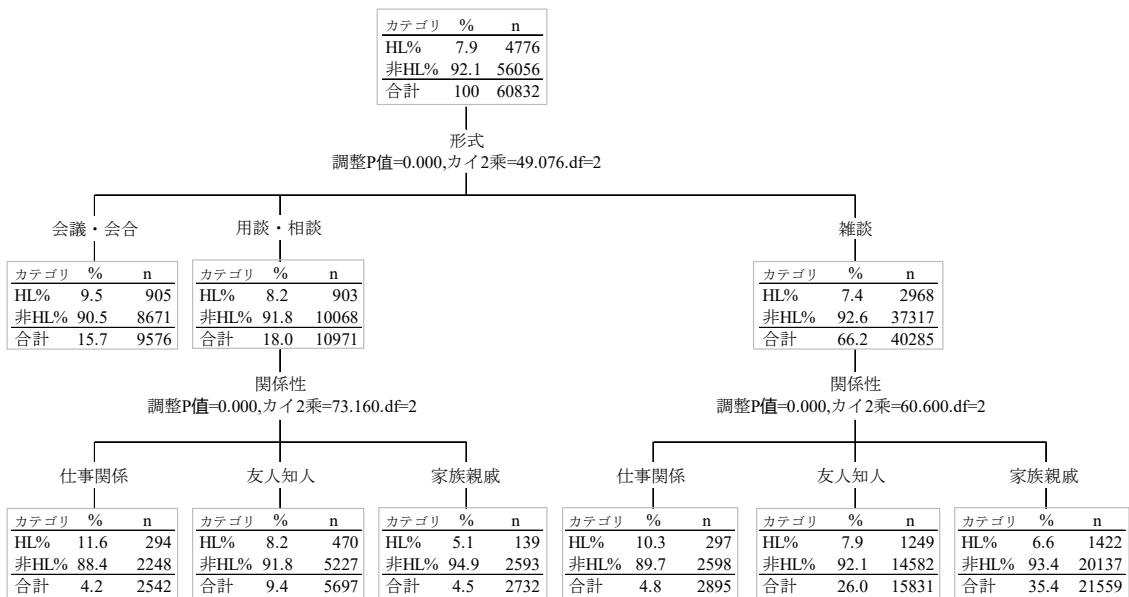 カテゴリ % n
HL% 7.9 4776
非HL% 92.1 56056
合計 100 60832
形式
調整P値=0.000,カイ2乗=49.076.df=2
会議・会合
用談・相談
雑談
カテゴリ % n
HL% 9.5 905
非HL% 90.5 8671
合計 15.7 9576
カテゴリ % n
HL% 8.2 903
非HL% 91.8 10068
合計 18.0 10971
カテゴリ % n
HL% 7.4 2968
非HL% 92.6 37317
合計 66.2 40285
関係性
調整P値=0.000,カイ2乗=73.160.df=2
関係性
調整P値=0.000,カイ2乗=60.600.df=2
仕事関係
友人知人
家族親戚
仕事関係
友人知人
家族親戚
カテゴリ % n
HL% 11.6 294
非HL% 88.4 2248
合計 4.2 2542
カテゴリ % n
HL% 8.2 470
非HL% 91.8 5227
合計 9.4 5697
カテゴリ % n
HL% 5.1 139
非HL% 94.9 2593
合計 4.5 2732
カテゴリ % n
HL% 10.3 297
非HL% 89.7 2598
合計 4.8 2895
カテゴリ % n
HL% 7.9 1249
非HL% 92.1 14582
合計 26.0 15831
カテゴリ % n
HL% 6.6 1422
非HL% 93.4 20137
合計 35.4 21559